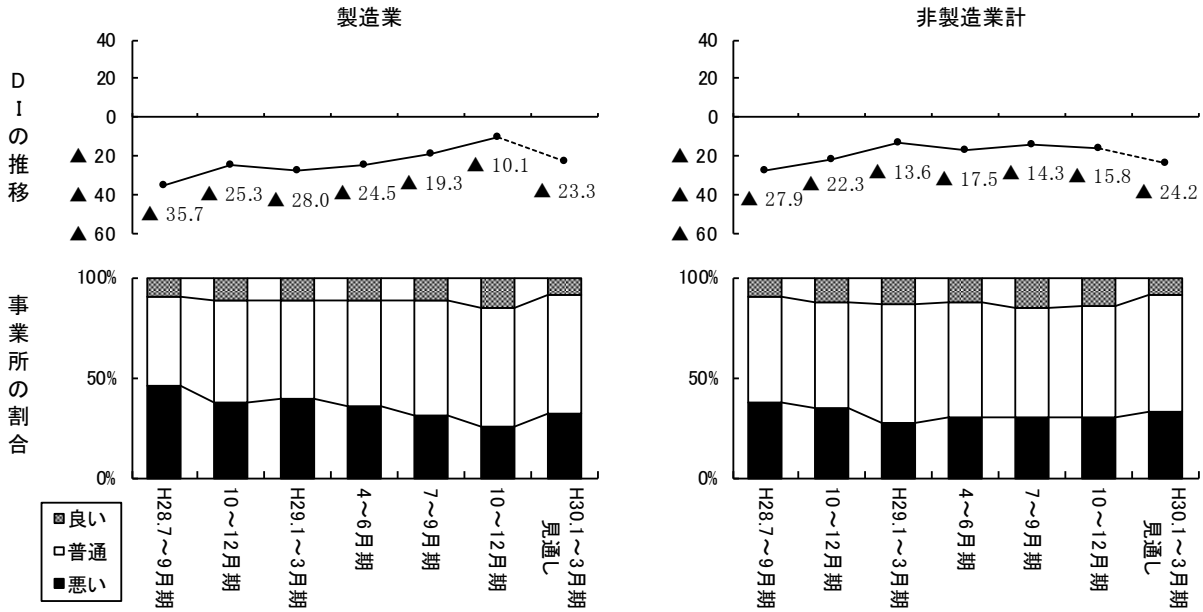 製造業
非製造業計
DIの推移
40
20
0
▲ 20
▲ 40
▲ 60
▲ 35.7
▲ 25.3
▲ 28.0
▲ 24.5
▲ 19.3
▲ 10.1
▲ 23.3
40
20
0
▲ 20
▲ 40
▲ 60
▲ 27.9
▲ 22.3
▲ 13.6
▲ 17.5
▲ 14.3
▲ 15.8
▲ 24.2
事業所の割合
100%
50%
0%
H28.7~9月期
10~12月期
H29.1~3月期
4~6月期
7~9月期
10~12月期
H30.1~3月期
見通し
100%
50%
0%
H28.7~9月期
10~12月期
H29.1~3月期
4~6月期
7~9月期
10~12月期
H30.1~3月期
見通し
良い
普通
悪い